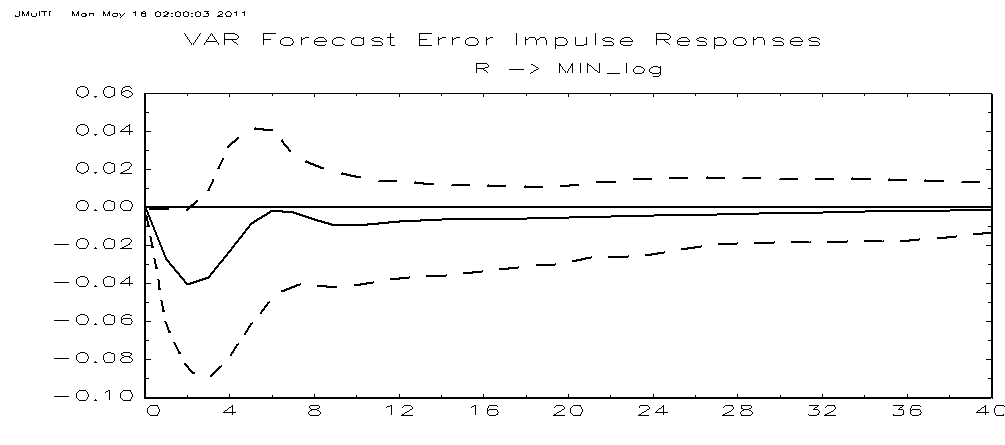 JMulTi Mon May 16 02:00:03 2011
VAR Forecast Error Impulse Responses
R -> MIN_log
0.06
0.04
0.02
0.00
-0.02
-0.04
-0.06
-0.08
-0.10
0 4 8 12 16 20 24 28 32 36 40